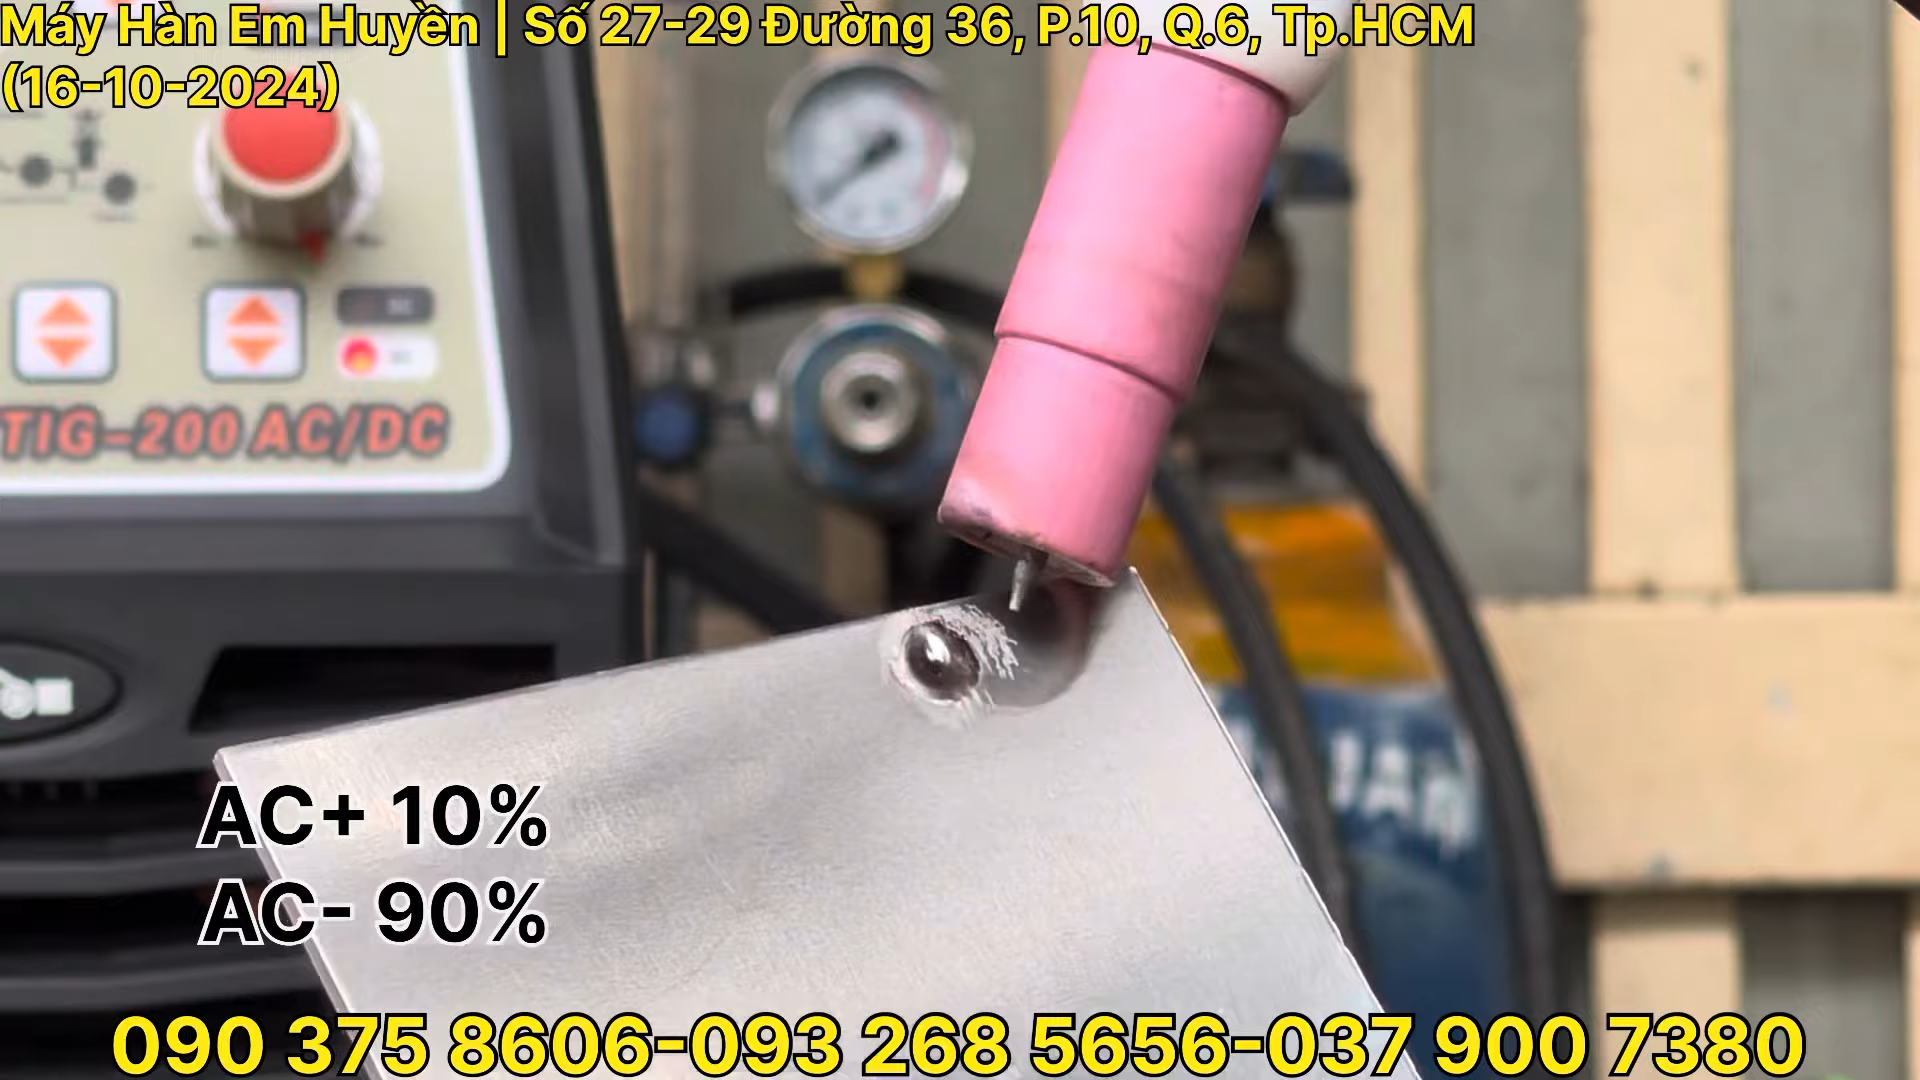 Máy Hàn Em Huyền | Số 27-29 Đường 36, P.10, Q.6, Tp.HCM
(16-10-2024)
TIG-200 AC/DC
AC+ 10%
AC- 90%
090 375 8606-093 268 5656-037 900 7380